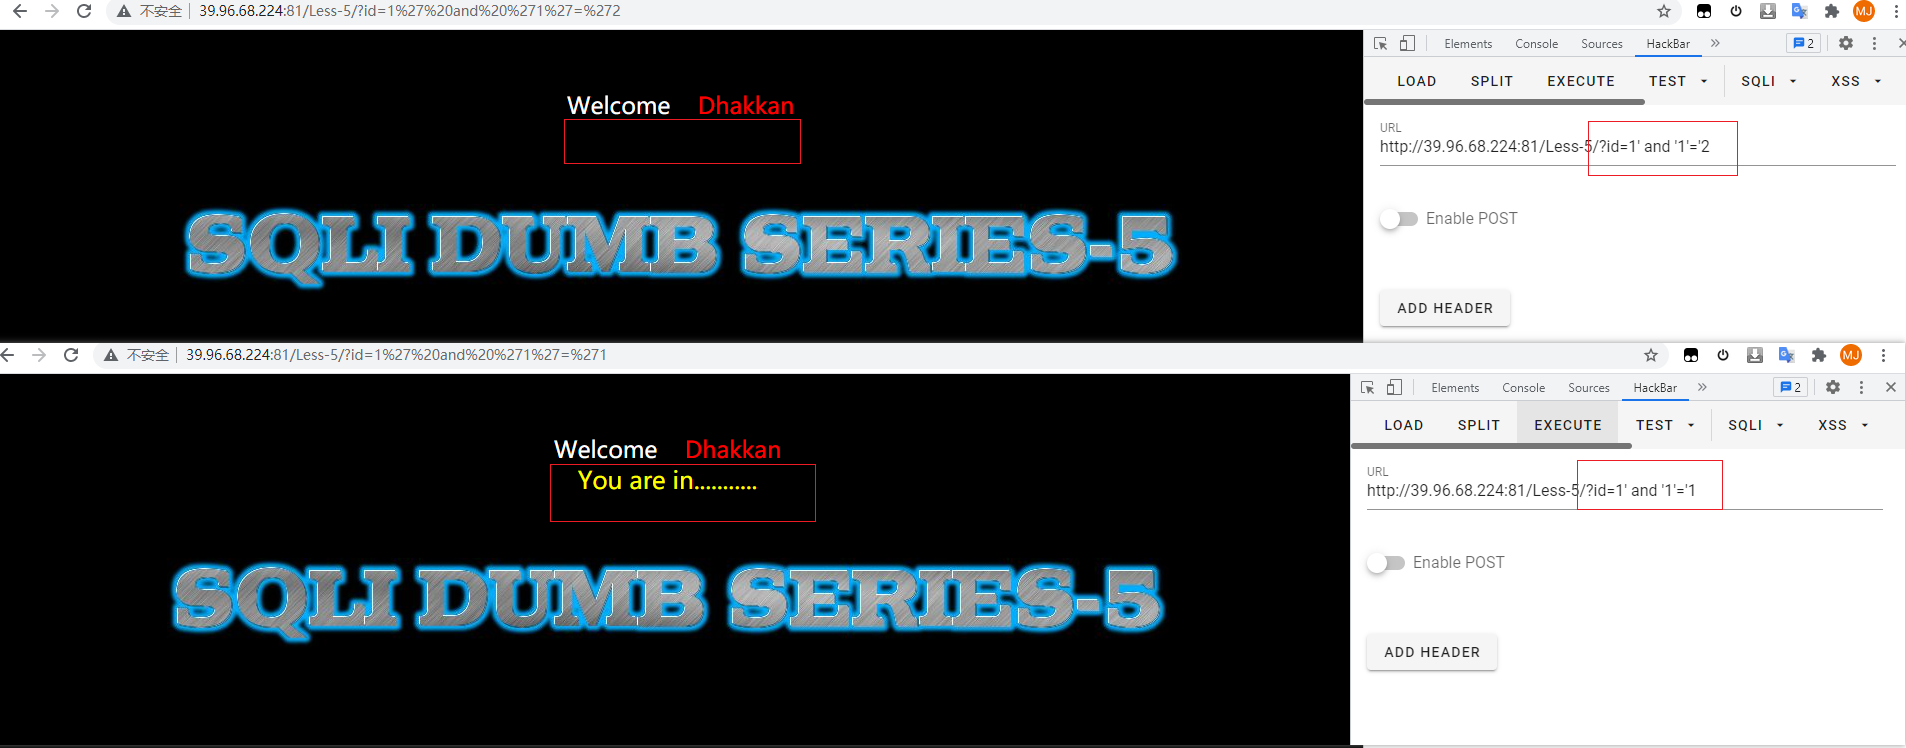 不安全 39.96.68.224:81/Less-5/?id=1%27%20and%20%271%27=%272
MJ
Elements Console Sources HackBar 2
LOAD SPLIT EXECUTE TEST SQLI XSS
Welcome Dhakkan
URL
http://39.96.68.224:81/Less-5/?id=1' and '1'='2
Enable POST
SQLI DUMB SERIES-5
ADD HEADER
不安全 39.96.68.224:81/Less-5/?id=1%27%20and%20%271%27=%271
MJ
Elements Console Sources HackBar 2
LOAD SPLIT EXECUTE TEST SQLI XSS
Welcome Dhakkan
You are in...........
URL
http://39.96.68.224:81/Less-5/?id=1' and '1'='1
Enable POST
SQLI DUMB SERIES-5
ADD HEADER